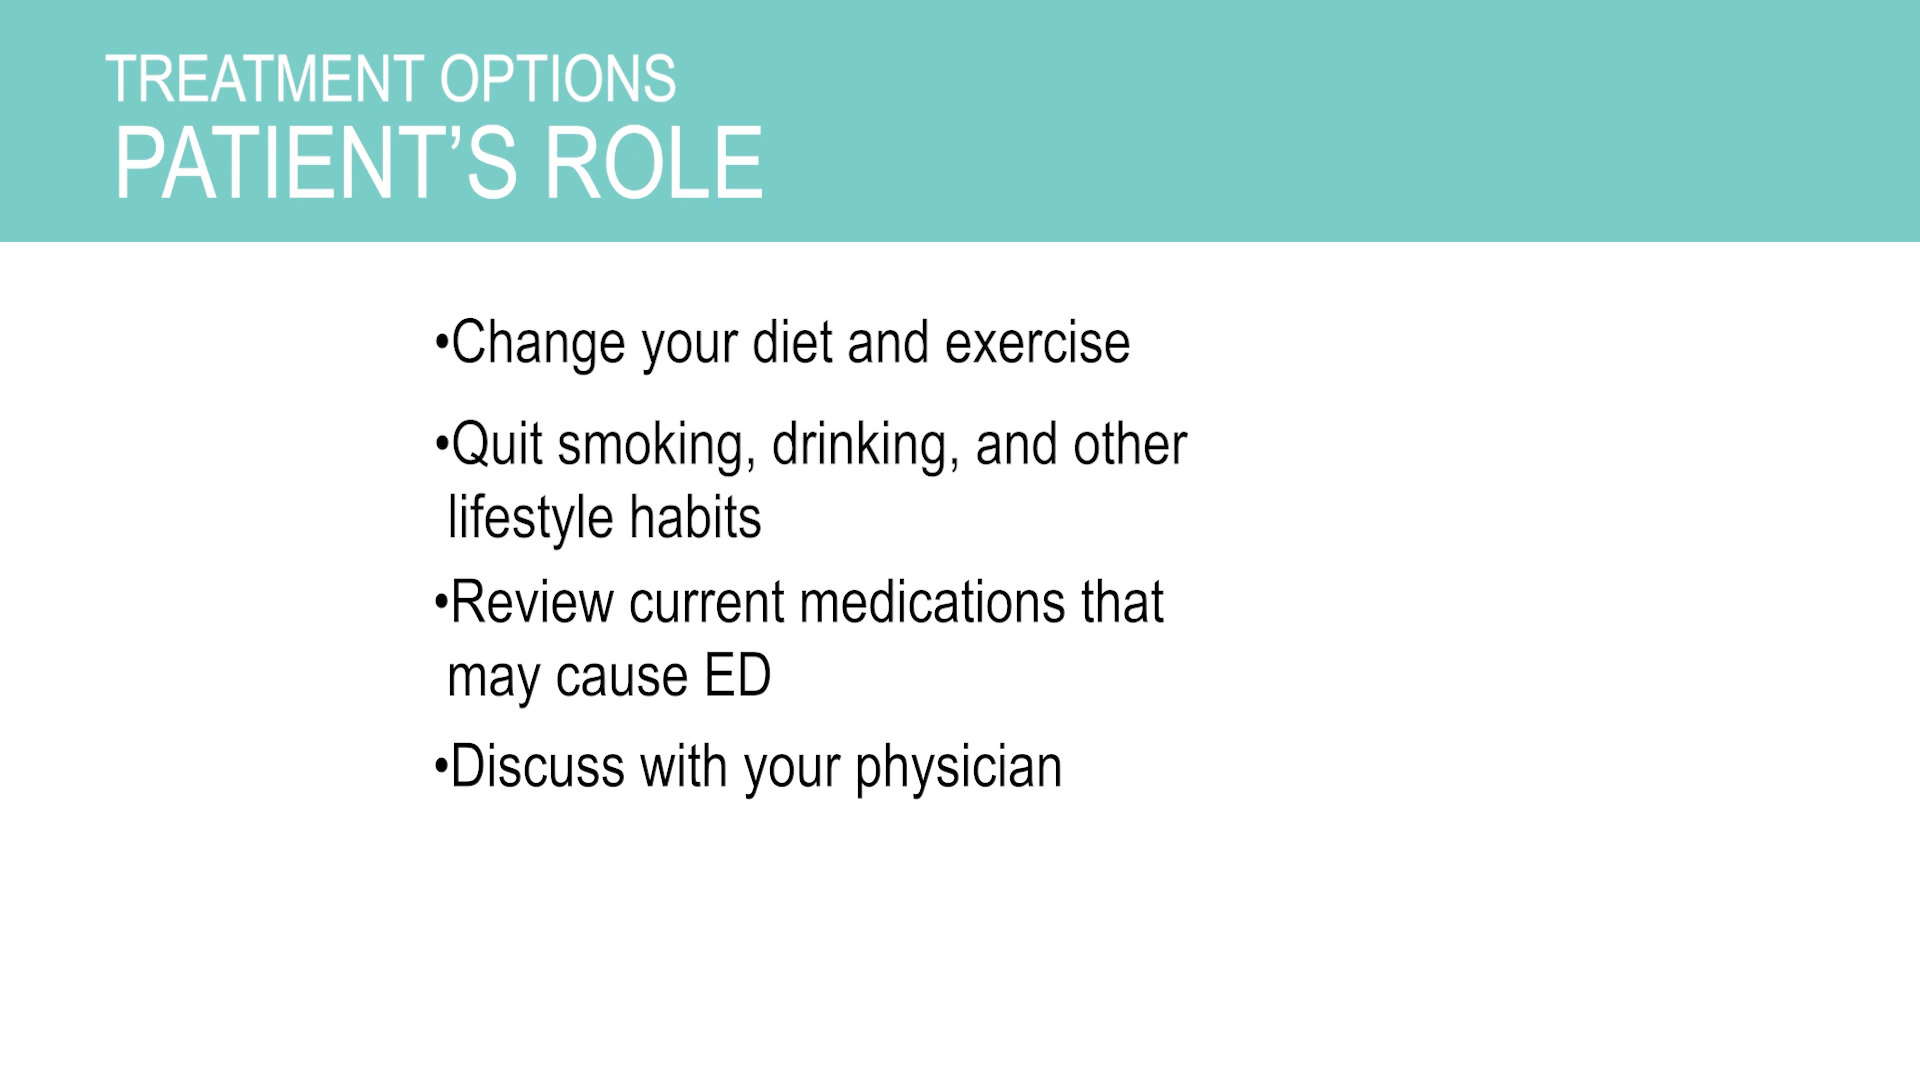 TREATMENT OPTIONS
PATIENT’S ROLE
•Change your diet and exercise
•Quit smoking, drinking, and other
lifestyle habits
•Review current medications that
may cause ED
•Discuss with your physician